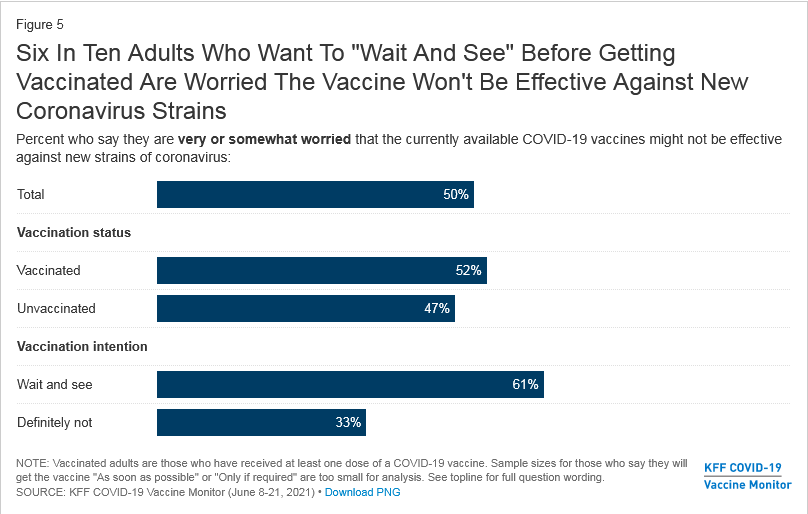 Figure 5
Six In Ten Adults Who Want To "Wait And See" Before Getting
Vaccinated Are Worried The Vaccine Won't Be Effective Against New
Coronavirus Strains
Percent who say they are very or somewhat worried that the currently available COVID-19 vaccines might not be effective
against new strains of coronavirus:
Total 50%
Vaccination status
Vaccinated 52%
Unvaccinated 47%
Vaccination intention
Wait and see 61%
Definitely not 33%
NOTE: Vaccinated adults are those who have received at least one dose of a COVID-19 vaccine. Sample sizes for those who say they will
get the vaccine "As soon as possible" or "Only if required" are too small for analysis. See topline for full question wording.
SOURCE: KFF COVID-19 Vaccine Monitor (June 8-21, 2021) • Download PNG
KFF COVID-19
Vaccine Monitor